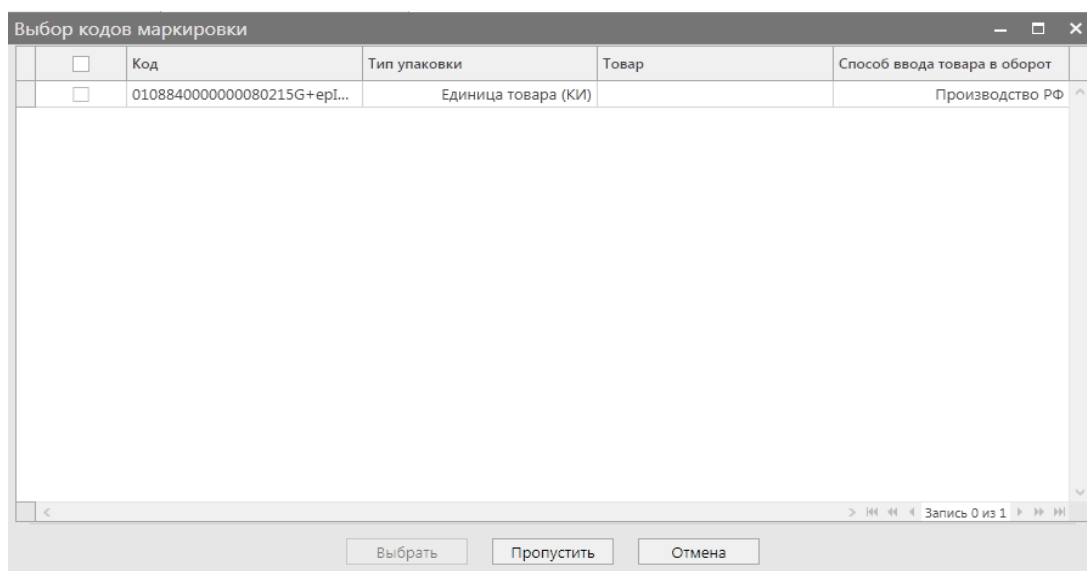 Выбор кодов маркировки
Код Тип упаковки Товар Способ ввода товара в оборот
0108840000000080215G+epI... Единица товара (КИ) Производство РФ
Запись 0 из 1
Выбрать Пропустить Отмена